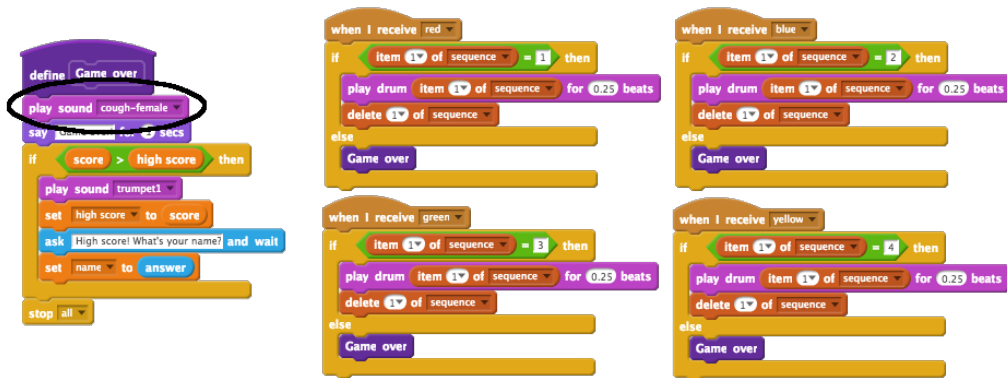 define Game over
play sound cough-female
say for secs
if score > high score then
play sound trumpet1
set high score to score
ask High score! What's your name? and wait
set name to answer
stop all
when I receive red
if item 1 of sequence = 1 then
play drum item 1 of sequence for 0.25 beats
delete 1 of sequence
else
Game over
when I receive blue
if item 1 of sequence = 2 then
play drum item 1 of sequence for 0.25 beats
delete 1 of sequence
else
Game over
when I receive green
if item 1 of sequence = 3 then
play drum item 1 of sequence for 0.25 beats
delete 1 of sequence
else
Game over
when I receive yellow
if item 1 of sequence = 4 then
play drum item 1 of sequence for 0.25 beats
delete 1 of sequence
else
Game over